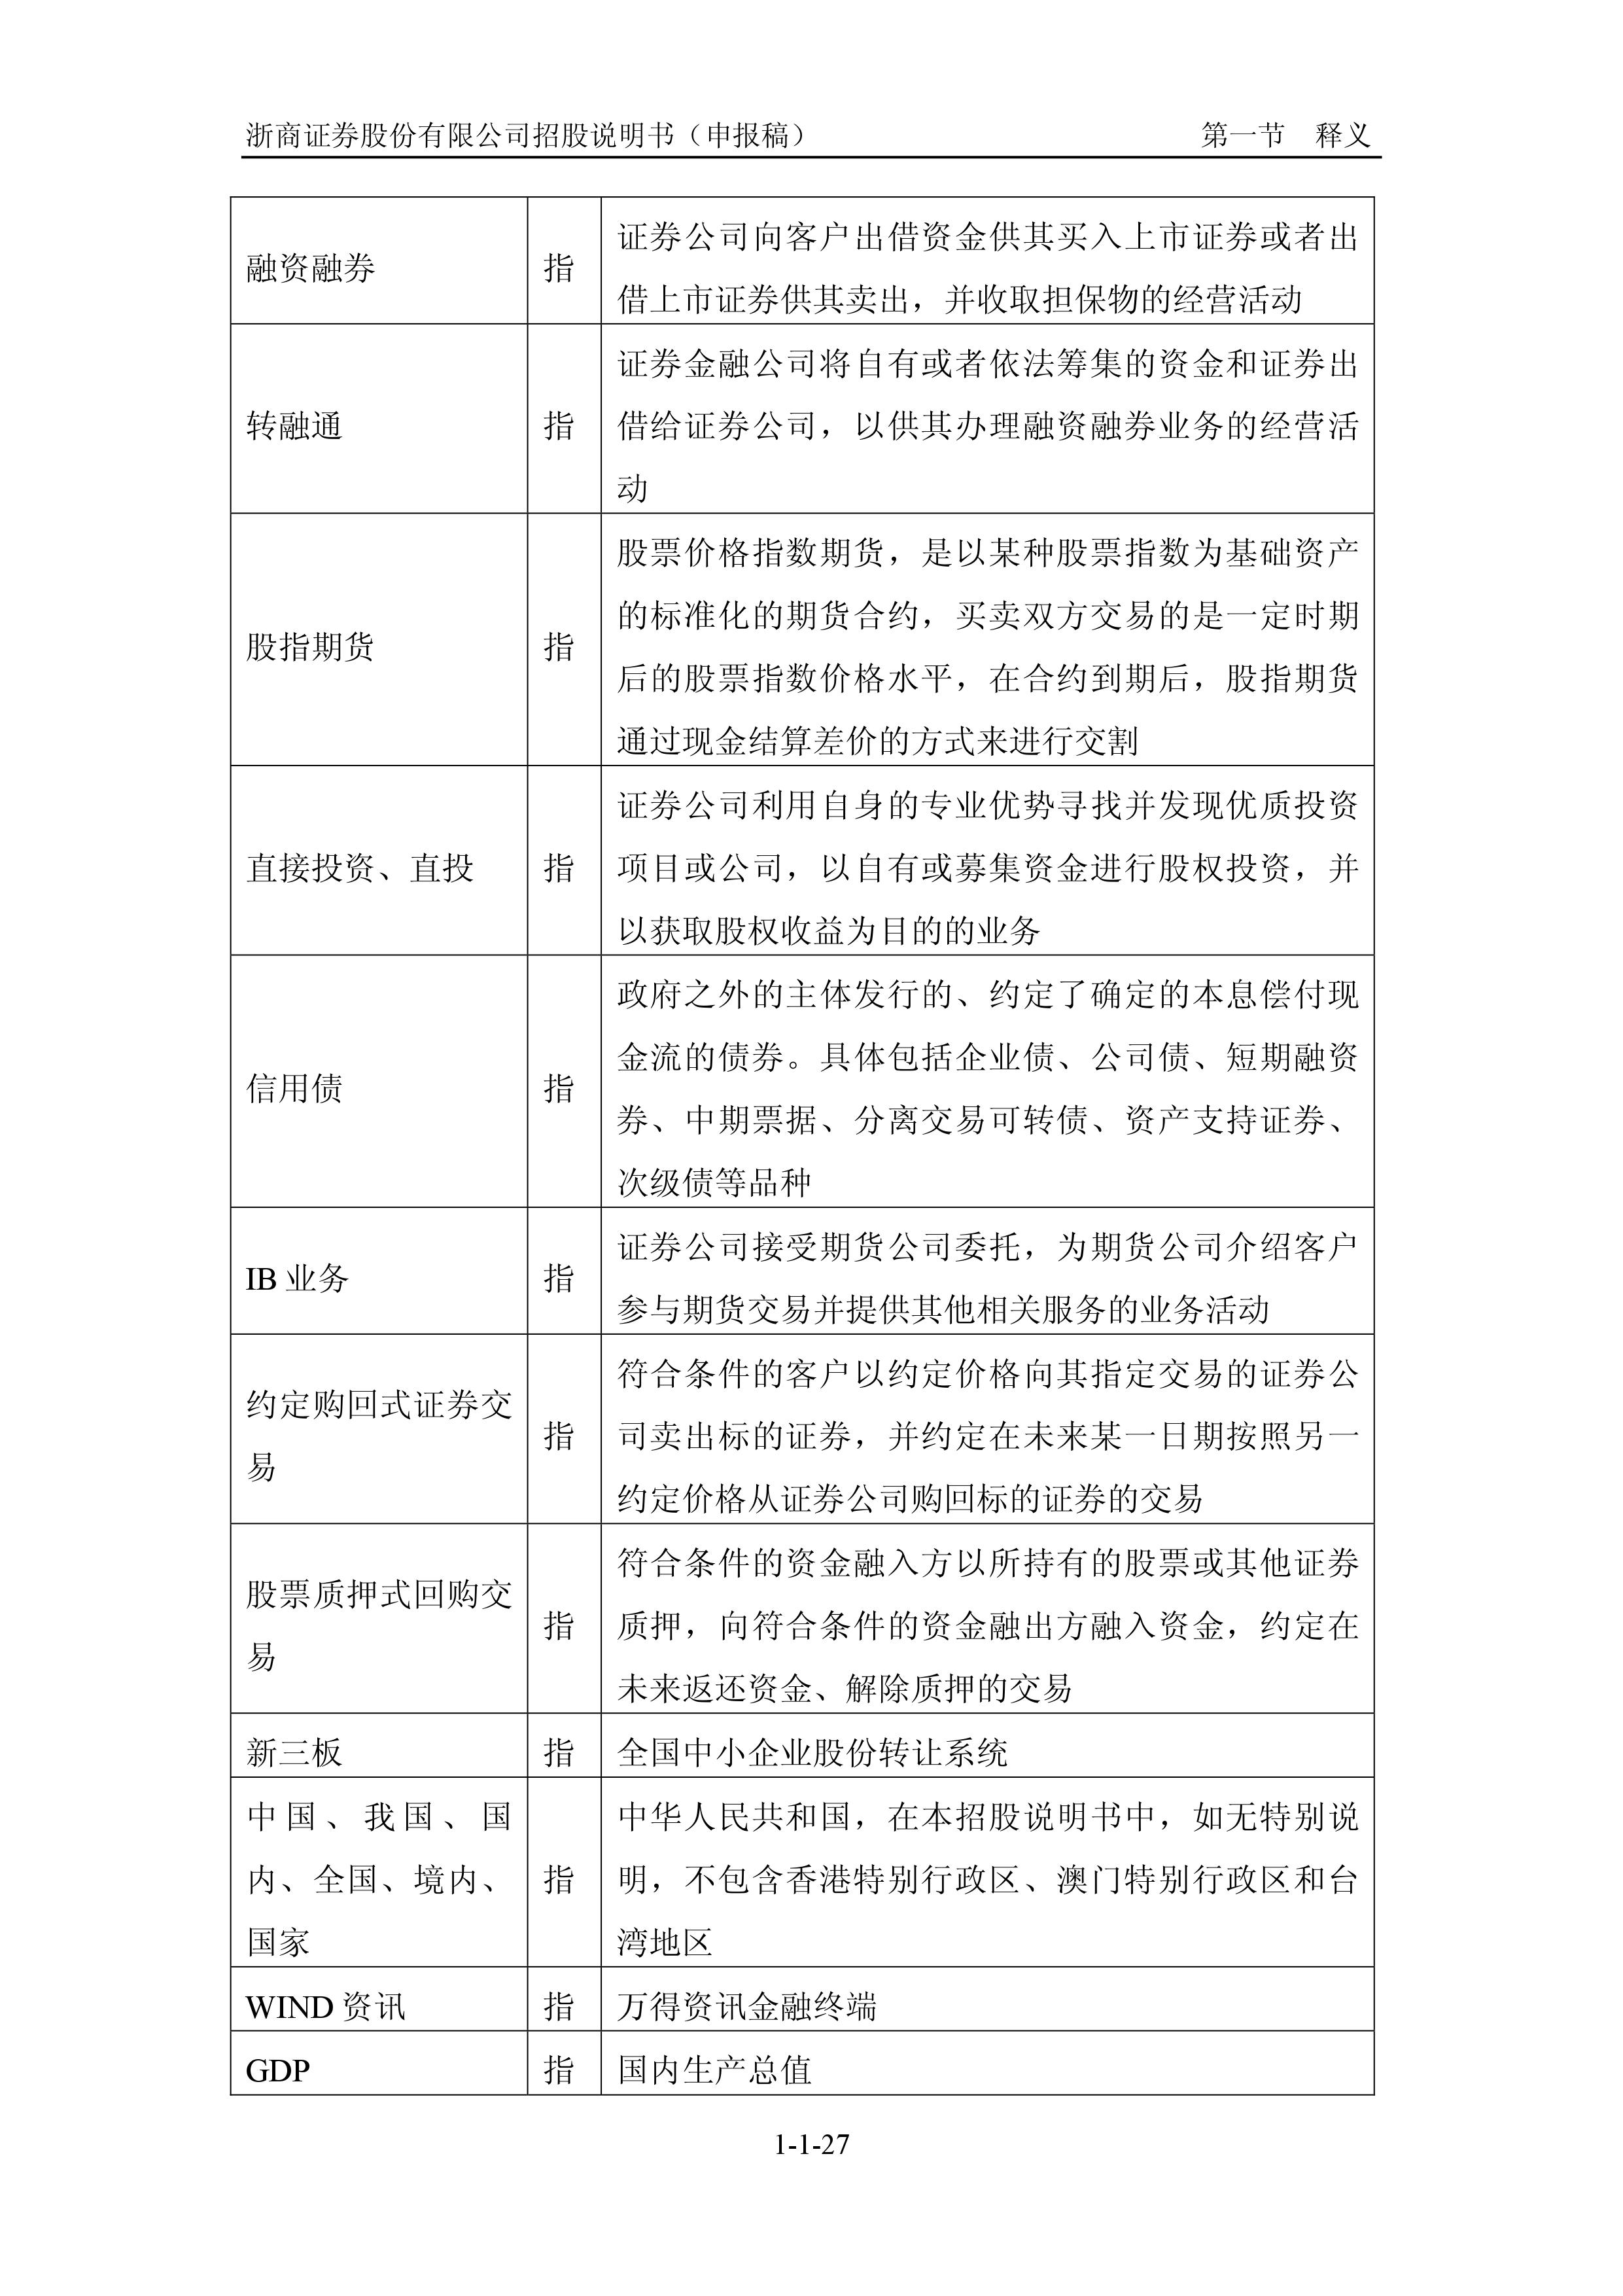 浙商证券股份有限公司招股说明书（申报稿） 第一节 释义
融资融券 指 证券公司向客户出借资金供其买入上市证券或者出
借上市证券供其卖出，并收取担保物的经营活动
转融通 指 证券金融公司将自有或者依法筹集的资金和证券出
借给证券公司，以供其办理融资融券业务的经营活
动
股指期货 指 股票价格指数期货，是以某种股票指数为基础资产
的标准化的期货合约，买卖双方交易的是一定时期
后的股票指数价格水平，在合约到期后，股指期货
通过现金结算差价的方式来进行交割
直接投资、直投 指 证券公司利用自身的专业优势寻找并发现优质投资
项目或公司，以自有或募集资金进行股权投资，并
以获取股权收益为目的的业务
信用债 指 政府之外的主体发行的、约定了确定的本息偿付现
金流的债券。具体包括企业债、公司债、短期融资
券、中期票据、分离交易可转债、资产支持证券、
次级债等品种
IB 业务 指 证券公司接受期货公司委托，为期货公司介绍客户
参与期货交易并提供其他相关服务的业务活动
约定购回式证券交
易
指
符合条件的客户以约定价格向其指定交易的证券公
司卖出标的证券，并约定在未来某一日期按照另一
约定价格从证券公司购回标的证券的交易
股票质押式回购交
易
指
符合条件的资金融入方以所持有的股票或其他证券
质押，向符合条件的资金融出方融入资金，约定在
未来返还资金、解除质押的交易
新三板 指 全国中小企业股份转让系统
中国、我国、国
内、全国、境内、
国家
指
中华人民共和国，在本招股说明书中，如无特别说
明，不包含香港特别行政区、澳门特别行政区和台
湾地区
WIND 资讯 指 万得资讯金融终端
GDP 指 国内生产总值
1-1-27